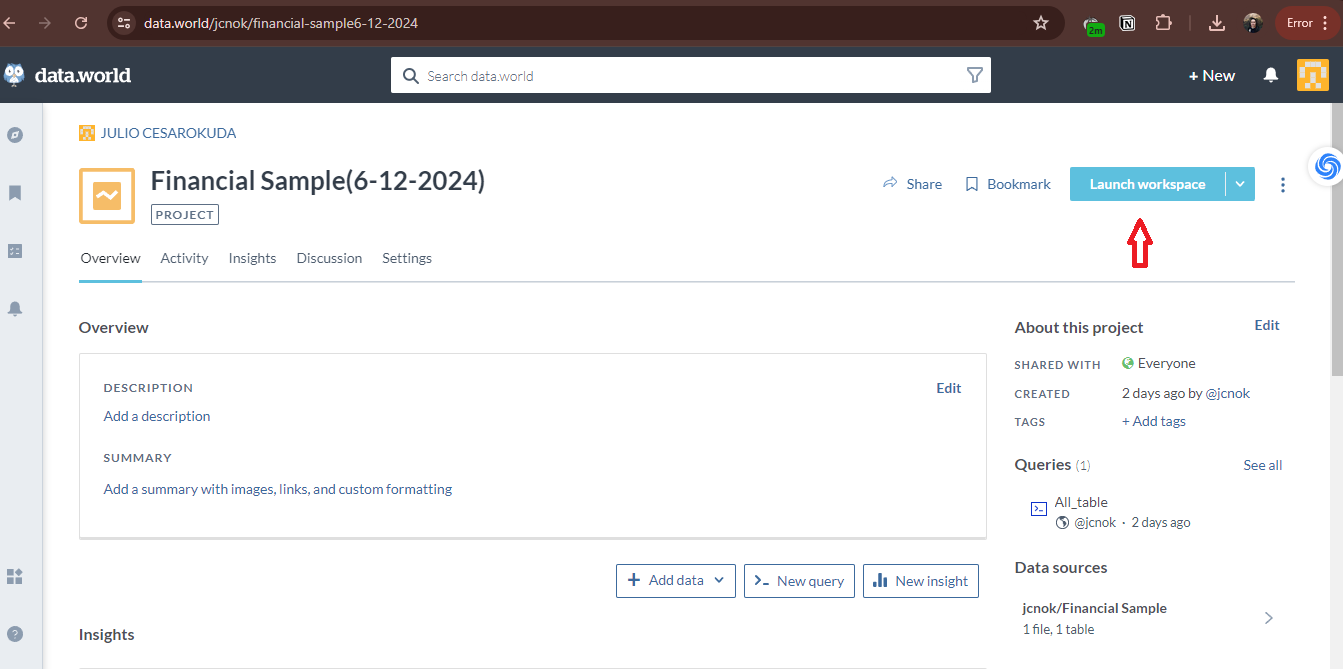 data.world/jcnok/financial-sample6-12-2024
2m
Error
data.world
Search data.world
+ New
JULIO CESAROKUDA
Financial Sample(6-12-2024)
PROJECT
Share
Bookmark
Launch workspace
Overview Activity Insights Discussion Settings
Overview
DESCRIPTION
Edit
Add a description
SUMMARY
Add a summary with images, links, and custom formatting
+ Add data
New query
New insight
Insights
About this project
Edit
SHARED WITH Everyone
CREATED 2 days ago by @jcnok
TAGS + Add tags
Queries (1)
See all
All_table
@jcnok · 2 days ago
Data sources
jcnok/Financial Sample
1 file, 1 table